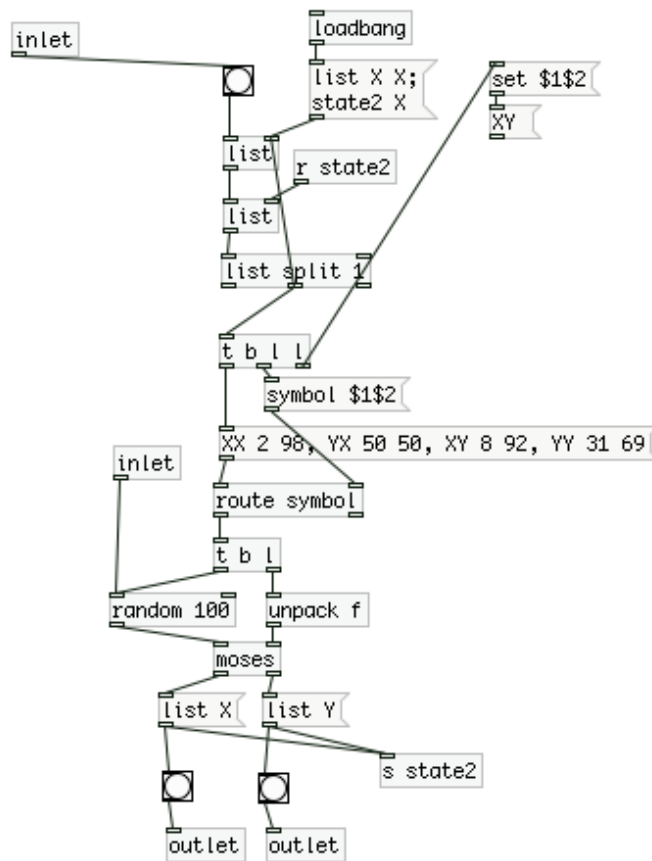 inlet
loadbang
list X X;
state2 X
set $1$2
XY
list
r state2
list
list split 1
t b l l
symbol $1$2
XX 2 98, YX 50 50, XY 8 92, YY 31 69
inlet
route symbol
t b l
random 100
unpack f
moses
list X
list Y
s state2
outlet
outlet